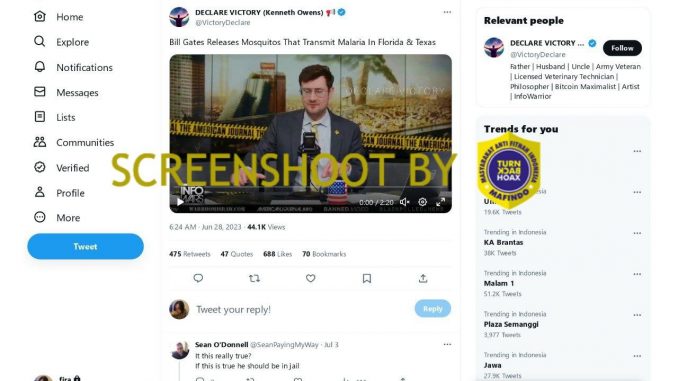 Home
Explore
Notifications
Messages
Lists
Communities
Verified
Profile
More
Tweet
fira
DECLARE VICTORY (Kenneth Owens)
@VictoryDeclare
Bill Gates Releases Mosquitos That Transmit Malaria In Florida & Texas
DECLARE VICTORY
THE AMERICAN JOURNAL
INFO
WARS
0:00 / 2:20
6:24 AM · Jun 28, 2023 · 44.1K Views
475 Retweets 47 Quotes 688 Likes 70 Bookmarks
Tweet your reply!
Reply
Sean O'Donnell @SeanPayingMyWay · Jul 3
It this really true?
If this is true he should be in jail
SCREENSHOOT BY
MASYARAKAT ANTI FITNAH INDONESIA
TURN
BACK
HOAX
MAFINDO
Relevant people
DECLARE VICTORY ...
@VictoryDeclare
Follow
Father | Husband | Uncle | Army Veteran
| Licensed Veterinary Technician |
Philosopher | Bitcoin Maximalist | Artist
| InfoWarrior
Trends for you
19.6K Tweets
Trending in Indonesia
KA Brantas
38K Tweets
Trending in Indonesia
Malam 1
51.2K Tweets
Trending in Indonesia
Plaza Semanggi
3,977 Tweets
Trending in Indonesia
Jawa
27.9K Tweets